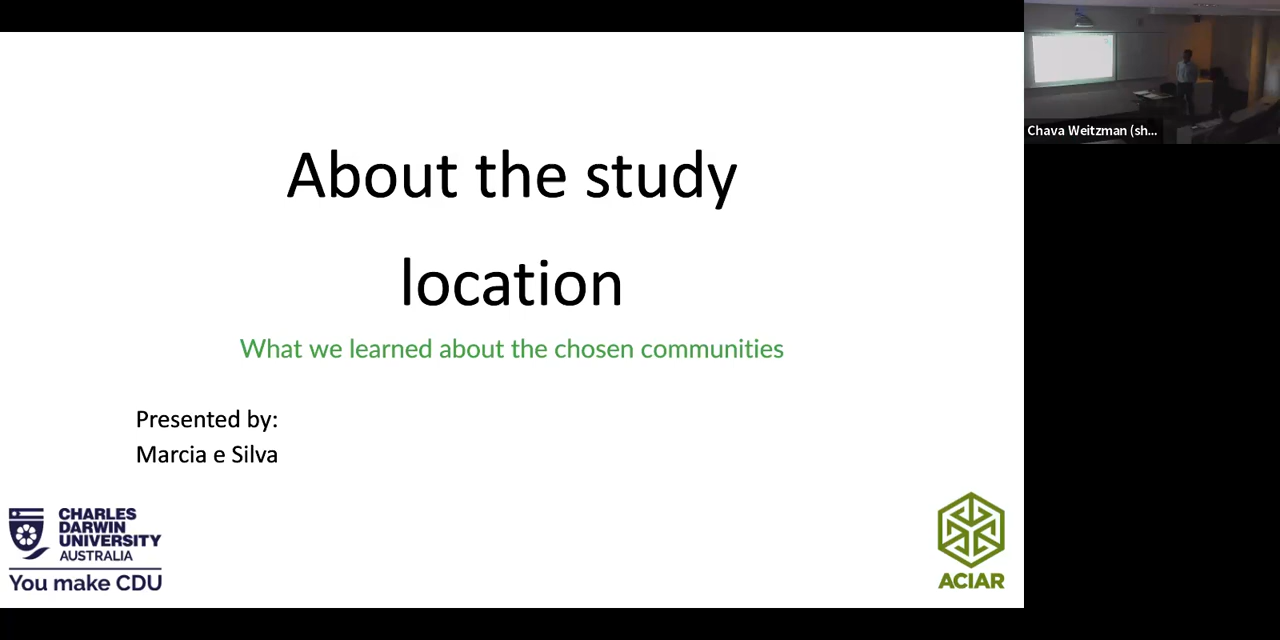 About the study
location
What we learned about the chosen communities
Presented by:
Marcia e Silva
CHARLES
DARWIN
UNIVERSITY
AUSTRALIA
You make CDU
ACIAR
Chava Weitzman (sh...